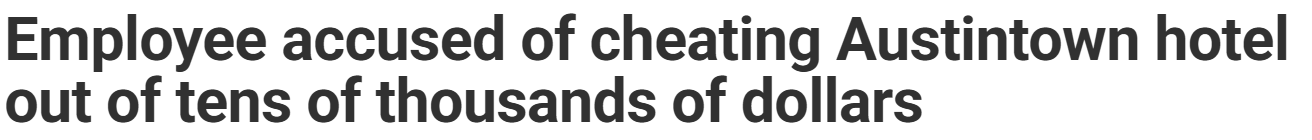 Employee accused of cheating Austintown hotel
out of tens of thousands of dollars